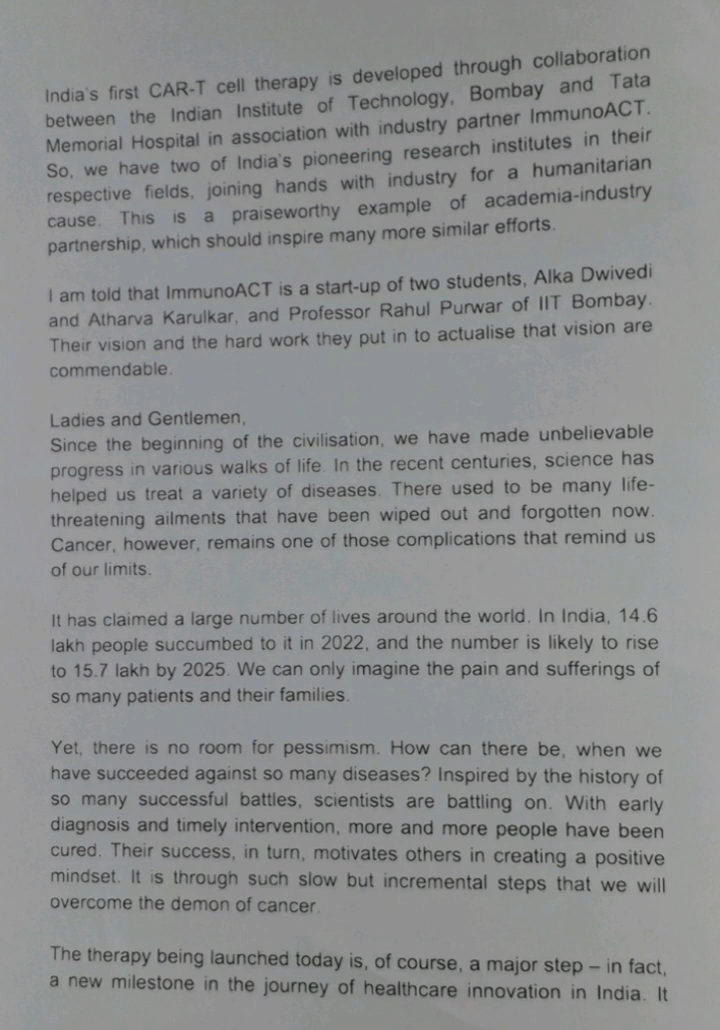 India's first CAR-T cell therapy is developed through collaboration
between the Indian Institute of Technology, Bombay and Tata
Memorial Hospital in association with industry partner ImmunoACT.
So, we have two of India's pioneering research institutes in their
respective fields, joining hands with industry for a humanitarian
cause. This is a praiseworthy example of academia-industry
partnership, which should inspire many more similar efforts.
I am told that ImmunoACT is a start-up of two students, Alka Dwivedi
and Atharva Karulkar, and Professor Rahul Purwar of IIT Bombay.
Their vision and the hard work they put in to actualise that vision are
commendable.
Ladies and Gentlemen,
Since the beginning of the civilisation, we have made unbelievable
progress in various walks of life. In the recent centuries, science has
helped us treat a variety of diseases. There used to be many life-
threatening ailments that have been wiped out and forgotten now.
Cancer, however, remains one of those complications that remind us
of our limits.
It has claimed a large number of lives around the world. In India, 14.6
lakh people succumbed to it in 2022, and the number is likely to rise
to 15.7 lakh by 2025. We can only imagine the pain and sufferings of
so many patients and their families.
Yet, there is no room for pessimism. How can there be, when we
have succeeded against so many diseases? Inspired by the history of
so many successful battles, scientists are battling on. With early
diagnosis and timely intervention, more and more people have been
cured. Their success, in turn, motivates others in creating a positive
mindset. It is through such slow but incremental steps that we will
overcome the demon of cancer.
The therapy being launched today is, of course, a major step – in fact,
a new milestone in the journey of healthcare innovation in India. It